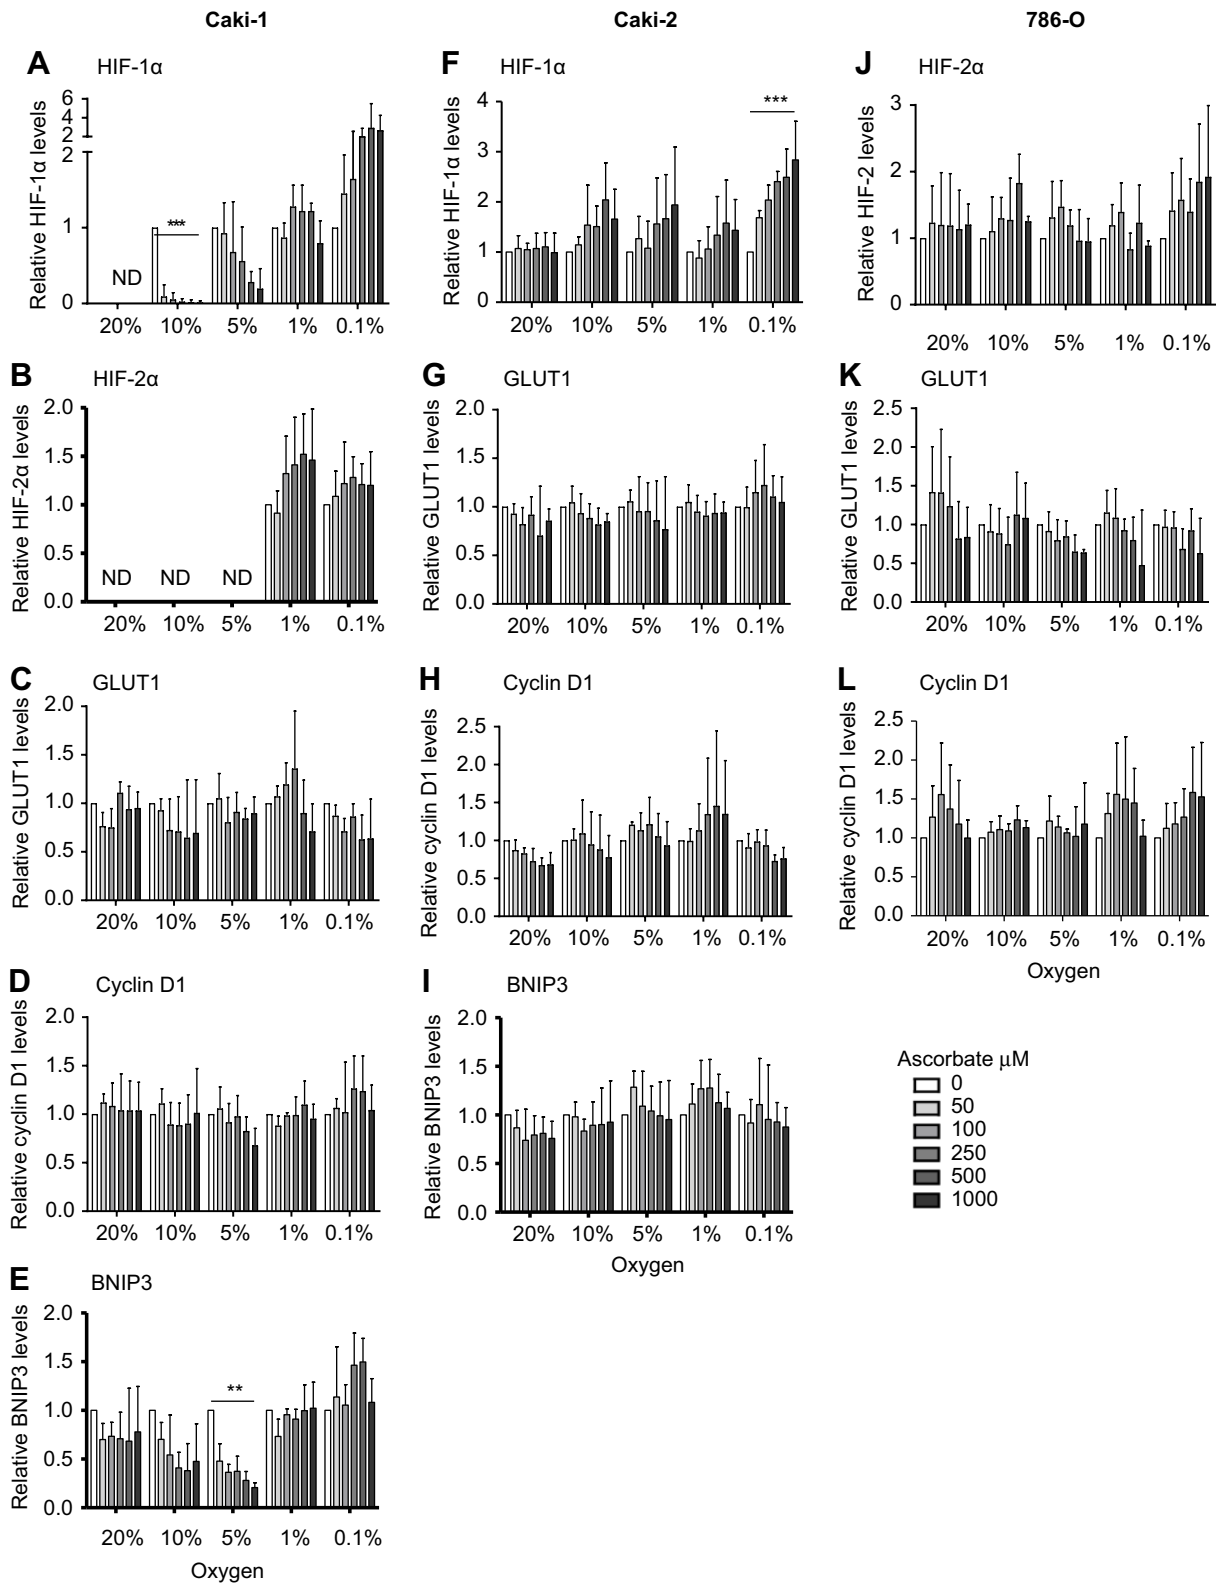 Caki-1
Caki-2
786-O
A
HIF-1α
Relative HIF-1α levels
6
4
2
2
1
0
ND
***
20% 10% 5% 1% 0.1%
F
HIF-1α
Relative HIF-1α levels
4
3
2
1
0
***
20% 10% 5% 1% 0.1%
J
HIF-2α
Relative HIF-2 levels
3
2
1
0
20% 10% 5% 1% 0.1%
B
HIF-2α
Relative HIF-2α levels
2.0
1.5
1.0
0.5
0.0
ND ND ND
20% 10% 5% 1% 0.1%
G
GLUT1
Relative GLUT1 levels
2.0
1.5
1.0
0.5
0.0
20% 10% 5% 1% 0.1%
K
GLUT1
Relative GLUT1 levels
2.5
2.0
1.5
1.0
0.5
0.0
20% 10% 5% 1% 0.1%
C
GLUT1
Relative GLUT1 levels
2.0
1.5
1.0
0.5
0.0
20% 10% 5% 1% 0.1%
H
Cyclin D1
Relative cyclin D1 levels
2.5
2.0
1.5
1.0
0.5
0.0
20% 10% 5% 1% 0.1%
L
Cyclin D1
Relative cyclin D1 levels
2.5
2.0
1.5
1.0
0.5
0.0
20% 10% 5% 1% 0.1%
Oxygen
D
Cyclin D1
Relative cyclin D1 levels
2.0
1.5
1.0
0.5
0.0
20% 10% 5% 1% 0.1%
I
BNIP3
Relative BNIP3 levels
2.0
1.5
1.0
0.5
0.0
20% 10% 5% 1% 0.1%
Oxygen
Ascorbate μM
0
50
100
250
500
1000
E
BNIP3
Relative BNIP3 levels
2.0
1.5
1.0
0.5
0.0
**
20% 10% 5% 1% 0.1%
Oxygen